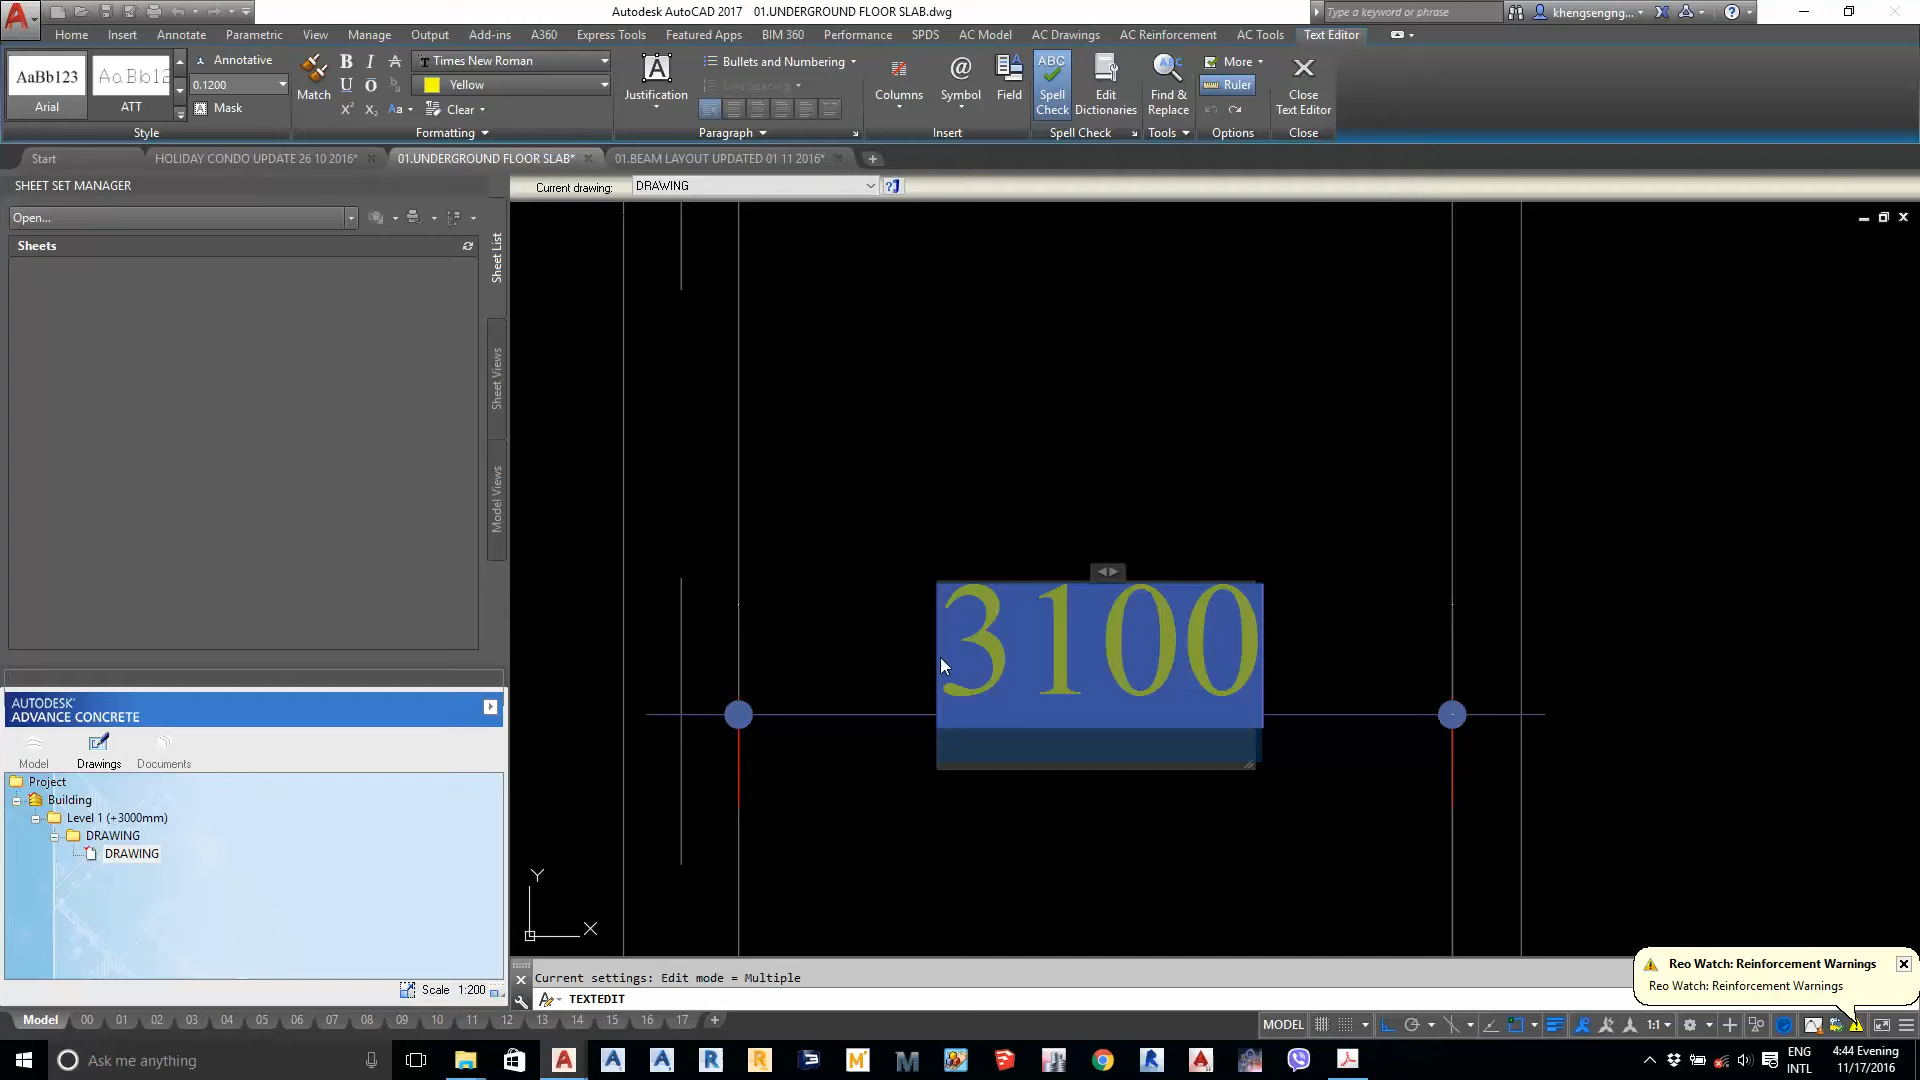 Autodesk AutoCAD 2017   01.UNDERGROUND FLOOR SLAB.dwg
Type a keyword or phrase
khengsengng...
Home Insert Annotate Parametric View Manage Output Add-ins A360 Express Tools Featured Apps BIM 360 Performance SPDS AC Model AC Drawings AC Reinforcement AC Tools Text Editor
AaBb123
Arial
AaBb12
ATT
Annotative
0.1200
Mask
Style
Match
Times New Roman
Yellow
Clear
Formatting
Justification
Bullets and Numbering
Line Spacing
Paragraph
Columns
Symbol
Field
Insert
ABC
Spell
Check
Edit
Dictionaries
Spell Check
Find &
Replace
Tools
More
Ruler
Options
Close
Text Editor
Close
Start
HOLIDAY CONDO UPDATE 26 10 2016*
01.UNDERGROUND FLOOR SLAB*
01.BEAM LAYOUT UPDATED 01 11 2016*
SHEET SET MANAGER
Current drawing:
DRAWING
Open...
Sheets
Sheet List
Sheet Views
Model Views
3100
AUTODESK
ADVANCE CONCRETE
Model
Drawings
Documents
Project
Building
Level 1 (+3000mm)
DRAWING
DRAWING
Scale 1:200
Y
X
Current settings: Edit mode = Multiple
TEXTEDIT
Reo Watch: Reinforcement Warnings
Reo Watch: Reinforcement Warnings
Model 00 01 02 03 04 05 06 07 08 09 10 11 12 13 14 15 16 17
MODEL
1:1
Ask me anything
ENG
INTL
4:44 Evening
11/17/2016